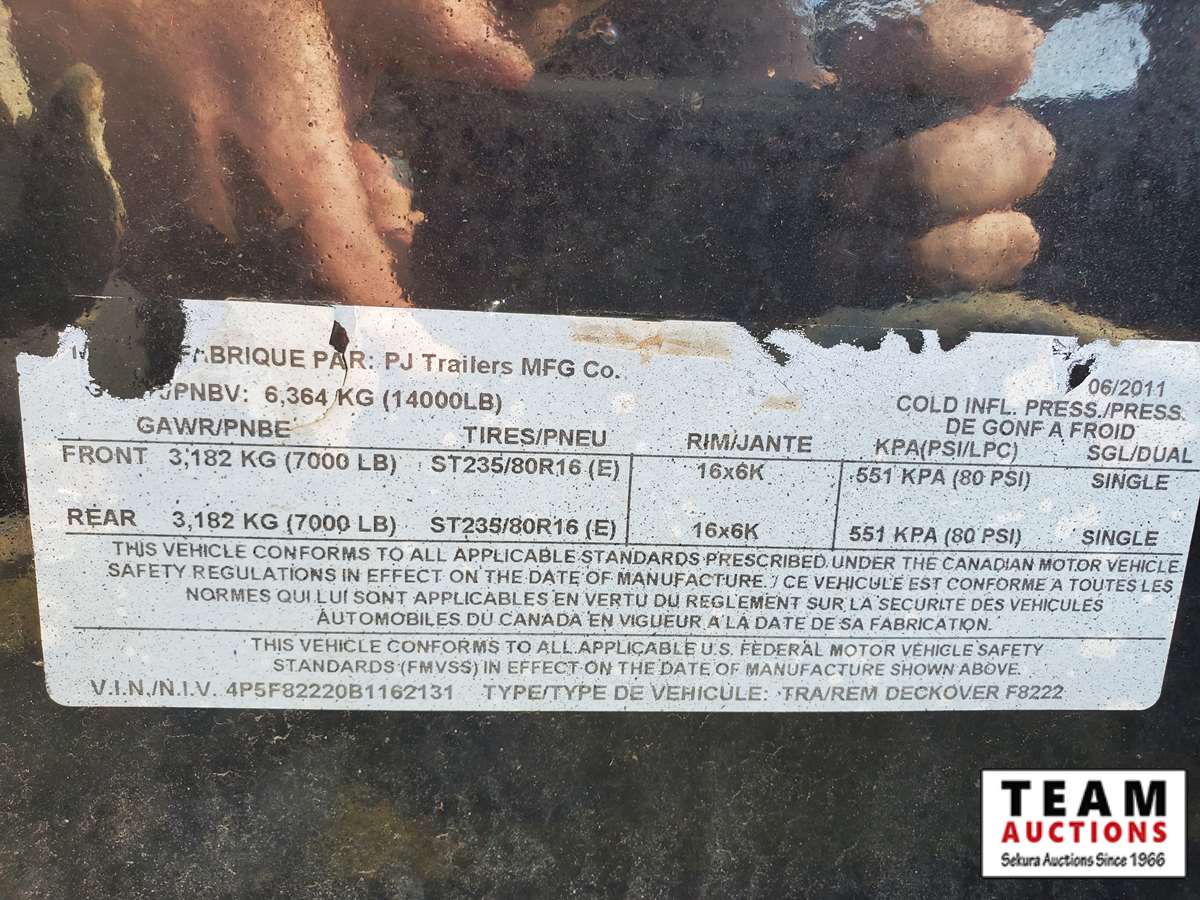 FABRIQUE PAR: PJ Trailers MFG Co.
06/2011
/PNBV: 6,364 KG (14000LB)
COLD INFL. PRESS./PRESS.
DE GONF A FROID
GAWR/PNBE TIRES/PNEU RIM/JANTE KPA(PSI/LPC) SGL/DUAL
FRONT 3,182 KG (7000 LB) ST235/80R16 (E) 16x6K 551 KPA (80 PSI) SINGLE
REAR 3,182 KG (7000 LB) ST235/80R16 (E) 16x6K 551 KPA (80 PSI) SINGLE
THIS VEHICLE CONFORMS TO ALL APPLICABLE STANDARDS PRESCRIBED UNDER THE CANADIAN MOTOR VEHICLE
SAFETY REGULATIONS IN EFFECT ON THE DATE OF MANUFACTURE. / CE VEHICULE EST CONFORME A TOUTES LES
NORMES QUI LUI SONT APPLICABLES EN VERTU DU REGLEMENT SUR LA SECURITE DES VEHICULES
AUTOMOBILES DU CANADA EN VIGUEUR A LA DATE DE SA FABRICATION.
THIS VEHICLE CONFORMS TO ALL APPLICABLE U.S. FEDERAL MOTOR VEHICLE SAFETY
STANDARDS (FMVSS) IN EFFECT ON THE DATE OF MANUFACTURE SHOWN ABOVE.
V.I.N./N.I.V. 4P5F82220B1162131 TYPE/TYPE DE VEHICULE: TRA/REM DECKOVER F8222
TEAM
AUCTIONS
Sekura Auctions Since 1966